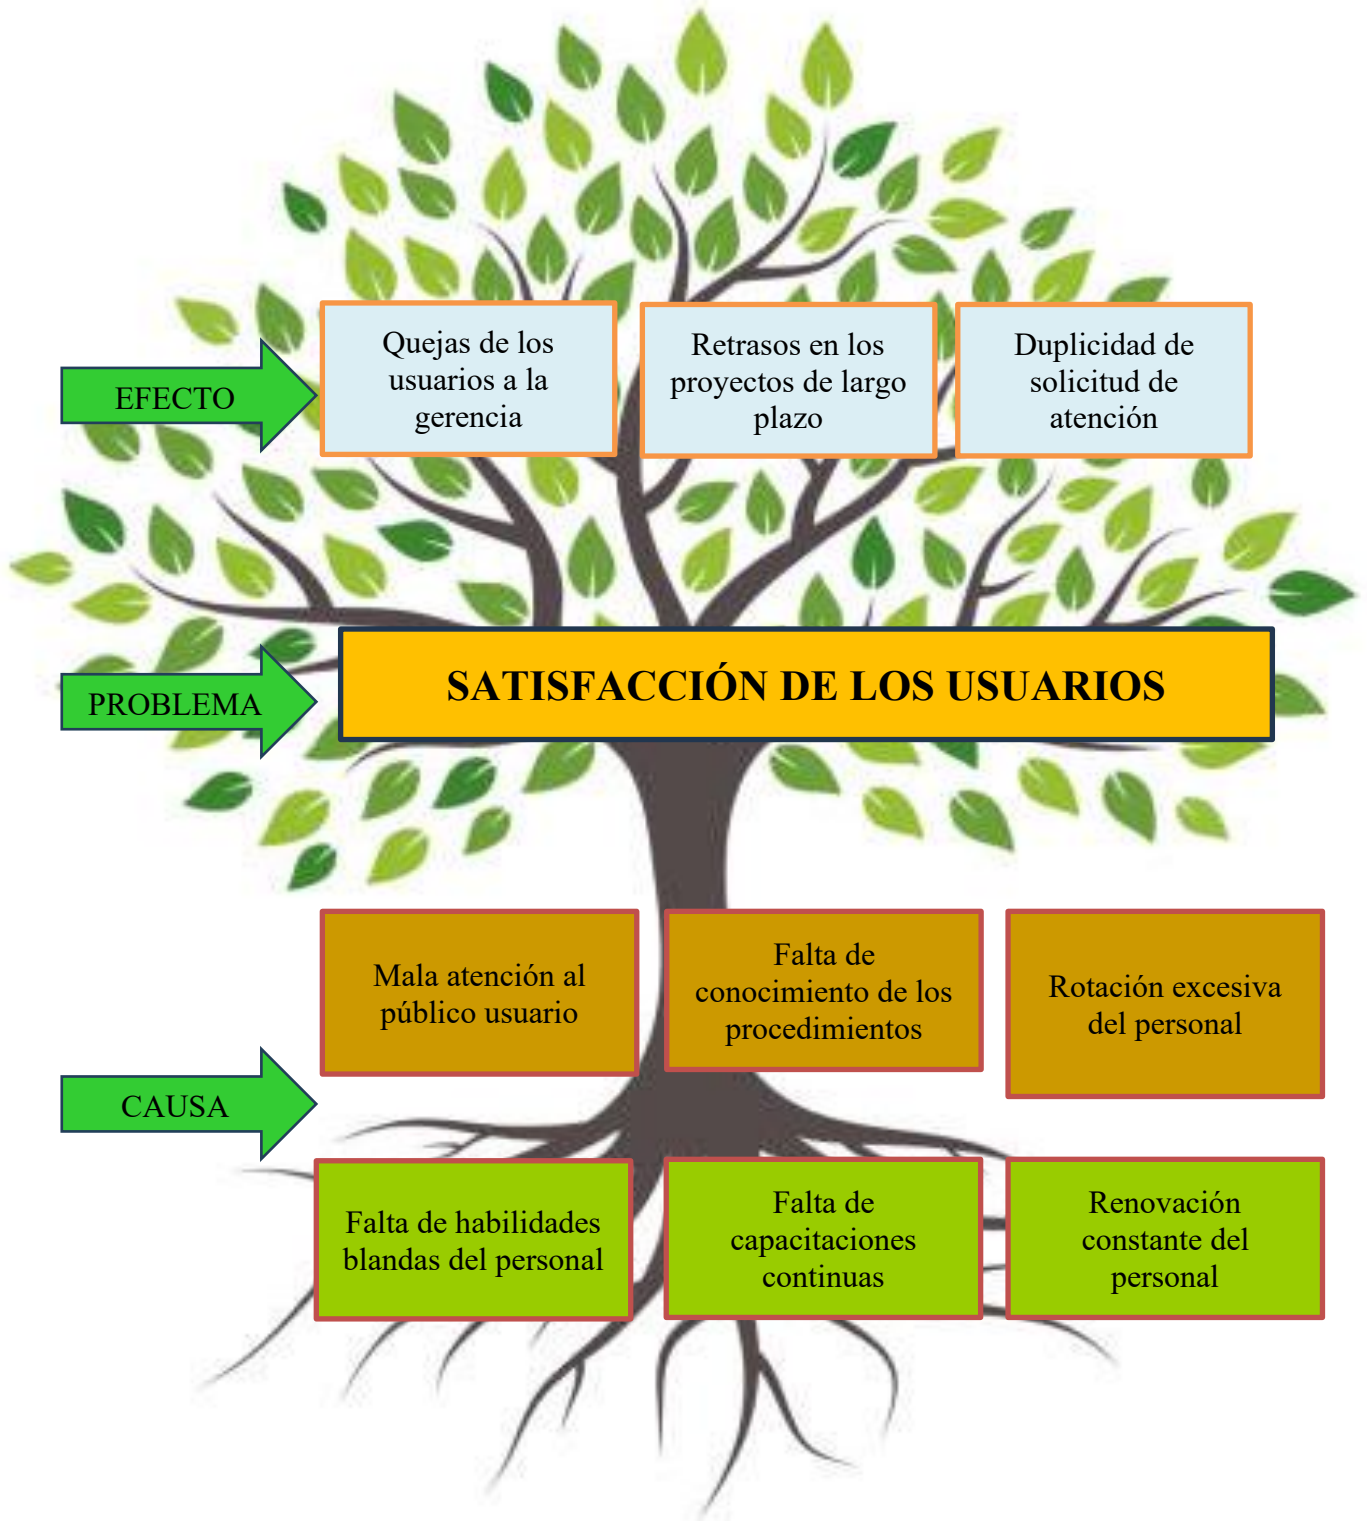 EFECTO
Quejas de los
usuarios a la
gerencia
Retrasos en los
proyectos de largo
plazo
Duplicidad de
solicitud de
atención
PROBLEMA
SATISFACCIÓN DE LOS USUARIOS
CAUSA
Mala atención al
público usuario
Falta de
conocimiento de los
procedimientos
Rotación excesiva
del personal
Falta de habilidades
blandas del personal
Falta de
capacitaciones
continuas
Renovación
constante del
personal